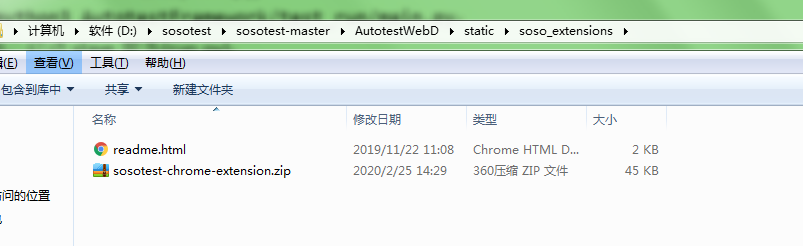 计算机 软件 (D:) sosotest sosotest-master AutotestWebD static soso_extensions
(E) 查看(V) 工具(T) 帮助(H)
包含到库中 共享 新建文件夹
名称 修改日期 类型 大小
readme.html 2019/11/22 11:08 Chrome HTML D... 2 KB
sosotest-chrome-extension.zip 2020/2/25 14:29 360压缩 ZIP 文件 45 KB
访问的位置